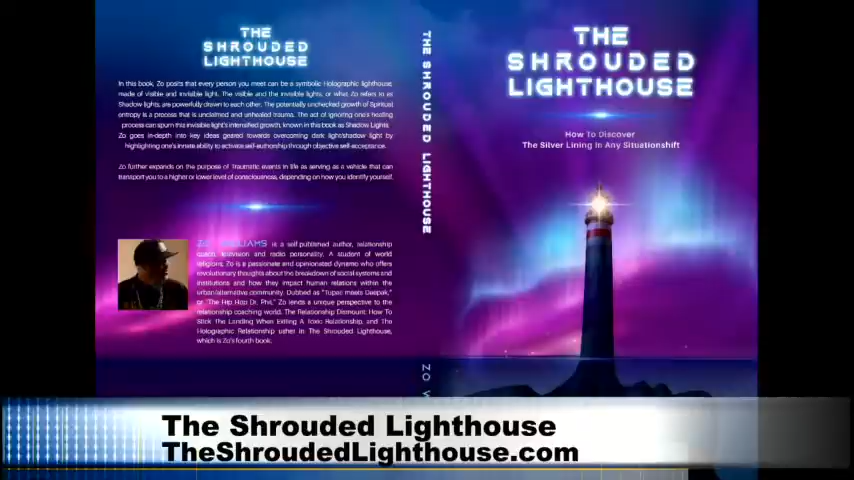 THE
SHROUDED
LIGHTHOUSE
In this book, Zo posits that every person you meet can be a symbolic Holographic lighthouse,
made of visible and invisible light. The visible and the invisible lights, or what Zo refers to as
Shadow lights, are powerfully drawn to each other. The potentially unchecked growth of Spiritual
entropy is a process that is unclaimed and unhealed trauma. The act of ignoring one's healing
process can spurn this invisible light's intensified growth, known in this book as Shadow Lights.
Zo goes in-depth into key ideas geared towards overcoming dark light/shadow light by
highlighting one's innate ability to activate self-authorship through objective self-acceptance.
Zo further expands on the purpose of Traumatic events in life as serving as a vehicle that can
transport you to a higher or lower level of consciousness, depending on how you identify yourself.
ZO WILLIAMS is a self-published author, relationship
coach, television and radio personality. A student of world
religions, Zo is a passionate and opinionated dynamo who offers
revolutionary thoughts about the breakdown of social systems and
institutions and how they impact human relations within the
urban/alternative community. Dubbed as "Tupac meets Deepak,"
or "The Hip Hop Dr. Phil," Zo lends a unique perspective to the
relationship coaching world. The Relationship Dismount: How To
Stick The Landing When Exiting A Toxic Relationship, and The
Holographic Relationship usher in The Shrouded Lighthouse,
which is Zo's fourth book.
THE SHROUDED LIGHTHOUSE
ZO W
THE
SHROUDED
LIGHTHOUSE
How To Discover
The Silver Lining In Any Situationshift
The Shrouded Lighthouse
TheShroudedLighthouse.com